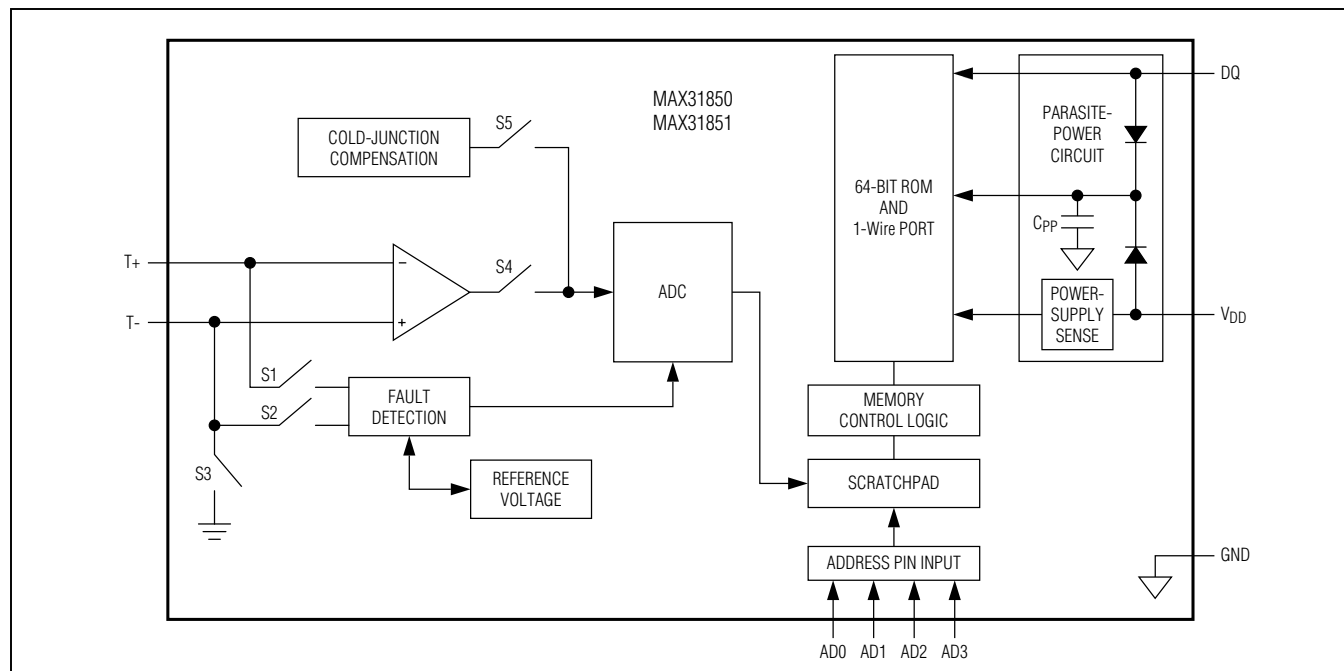 MAX31850
MAX31851
COLD-JUNCTION
COMPENSATION
S5
T+
T-
−
+
S4
ADC
S1
S2
S3
FAULT
DETECTION
REFERENCE
VOLTAGE
64-BIT ROM
AND
1-Wire PORT
PARASITE-
POWER
CIRCUIT
CPP
POWER-
SUPPLY
SENSE
DQ
VDD
MEMORY
CONTROL LOGIC
SCRATCHPAD
ADDRESS PIN INPUT
GND
AD0 AD1 AD2 AD3